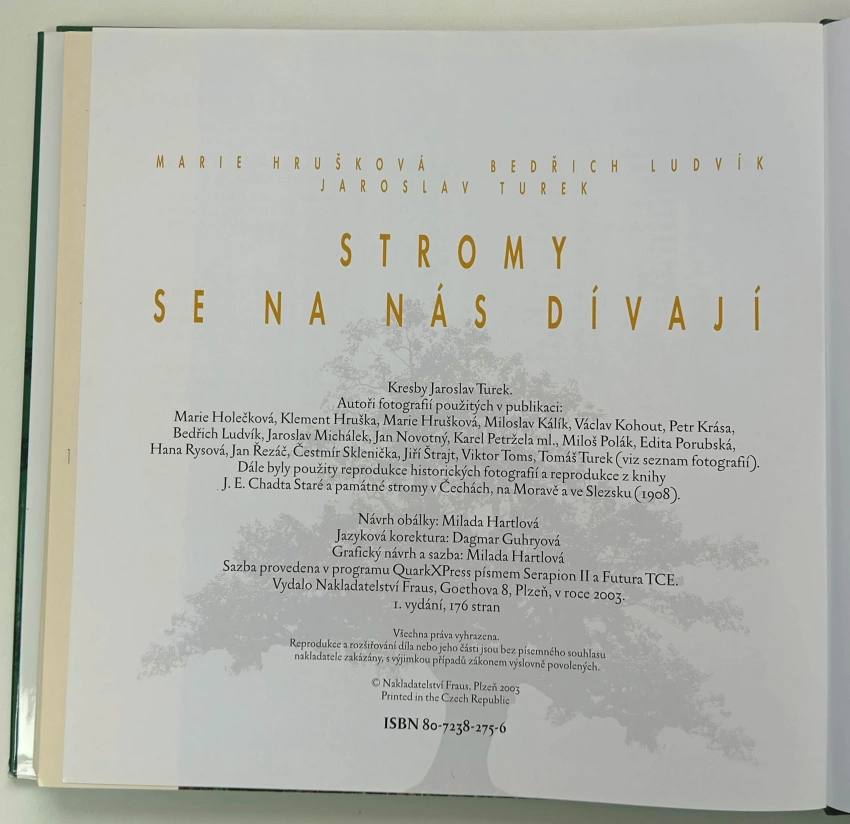 MARIE HRUŠKOVÁ BEDŘICH LUDVÍK
JAROSLAV TUREK
STROMY
SE NA NÁS DÍVAJÍ
Kresby Jaroslav Turek.
Autoři fotografií použitých v publikaci:
Marie Holečková, Klement Hruška, Marie Hrušková, Miloslav Kálík, Václav Kohout, Petr Krása,
Bedřich Ludvík, Jaroslav Michálek, Jan Novotný, Karel Petržela ml., Miloš Polák, Edita Porubská,
Hana Rysová, Jan Řezáč, Čestmír Sklenička, Jiří Štrajt, Viktor Toms, Tomáš Turek (viz seznam fotografií).
Dále byly použity reprodukce historických fotografií a reprodukce z knihy
J. E. Chadta Staré a památné stromy v Čechách, na Moravě a ve Slezsku (1908).
Návrh obálky: Milada Hartlová
Jazyková korektura: Dagmar Guhryová
Grafický návrh a sazba: Milada Hartlová
Sazba provedena v programu QuarkXPress písmem Serapion II a Futura TCE.
Vydalo Nakladatelství Fraus, Goethova 8, Plzeň, v roce 2003.
1. vydání, 176 stran
Všechna práva vyhrazena.
Reprodukce a rozšiřování díla nebo jeho části jsou bez písemného souhlasu
nakladatele zakázány, s výjimkou případů zákonem výslovně povolených.
© Nakladatelství Fraus, Plzeň 2003
Printed in the Czech Republic
ISBN 80-7238-275-6